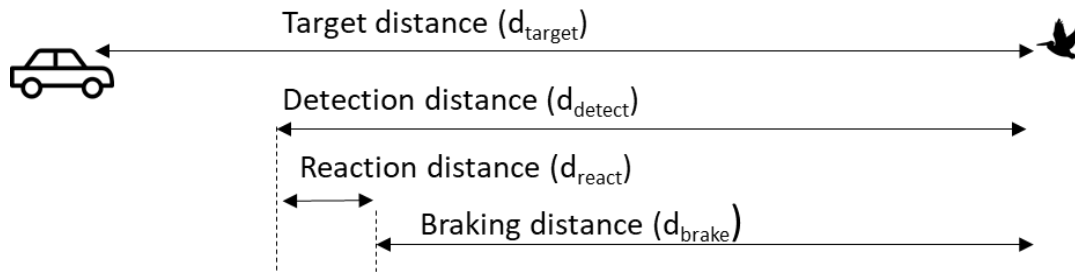 Target distance (dtarget)
Detection distance (ddetect)
Reaction distance (dreact)
Braking distance (dbrake)